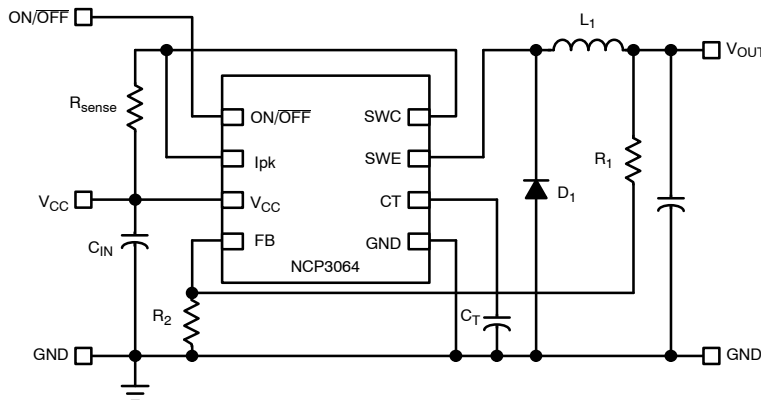 ON/OFF
L1
VOUT
Rsense
ON/OFF
SWC
Ipk
SWE
R1
VCC
VCC
CT
D1
CIN
FB
GND
NCP3064
R2
CT
GND
GND